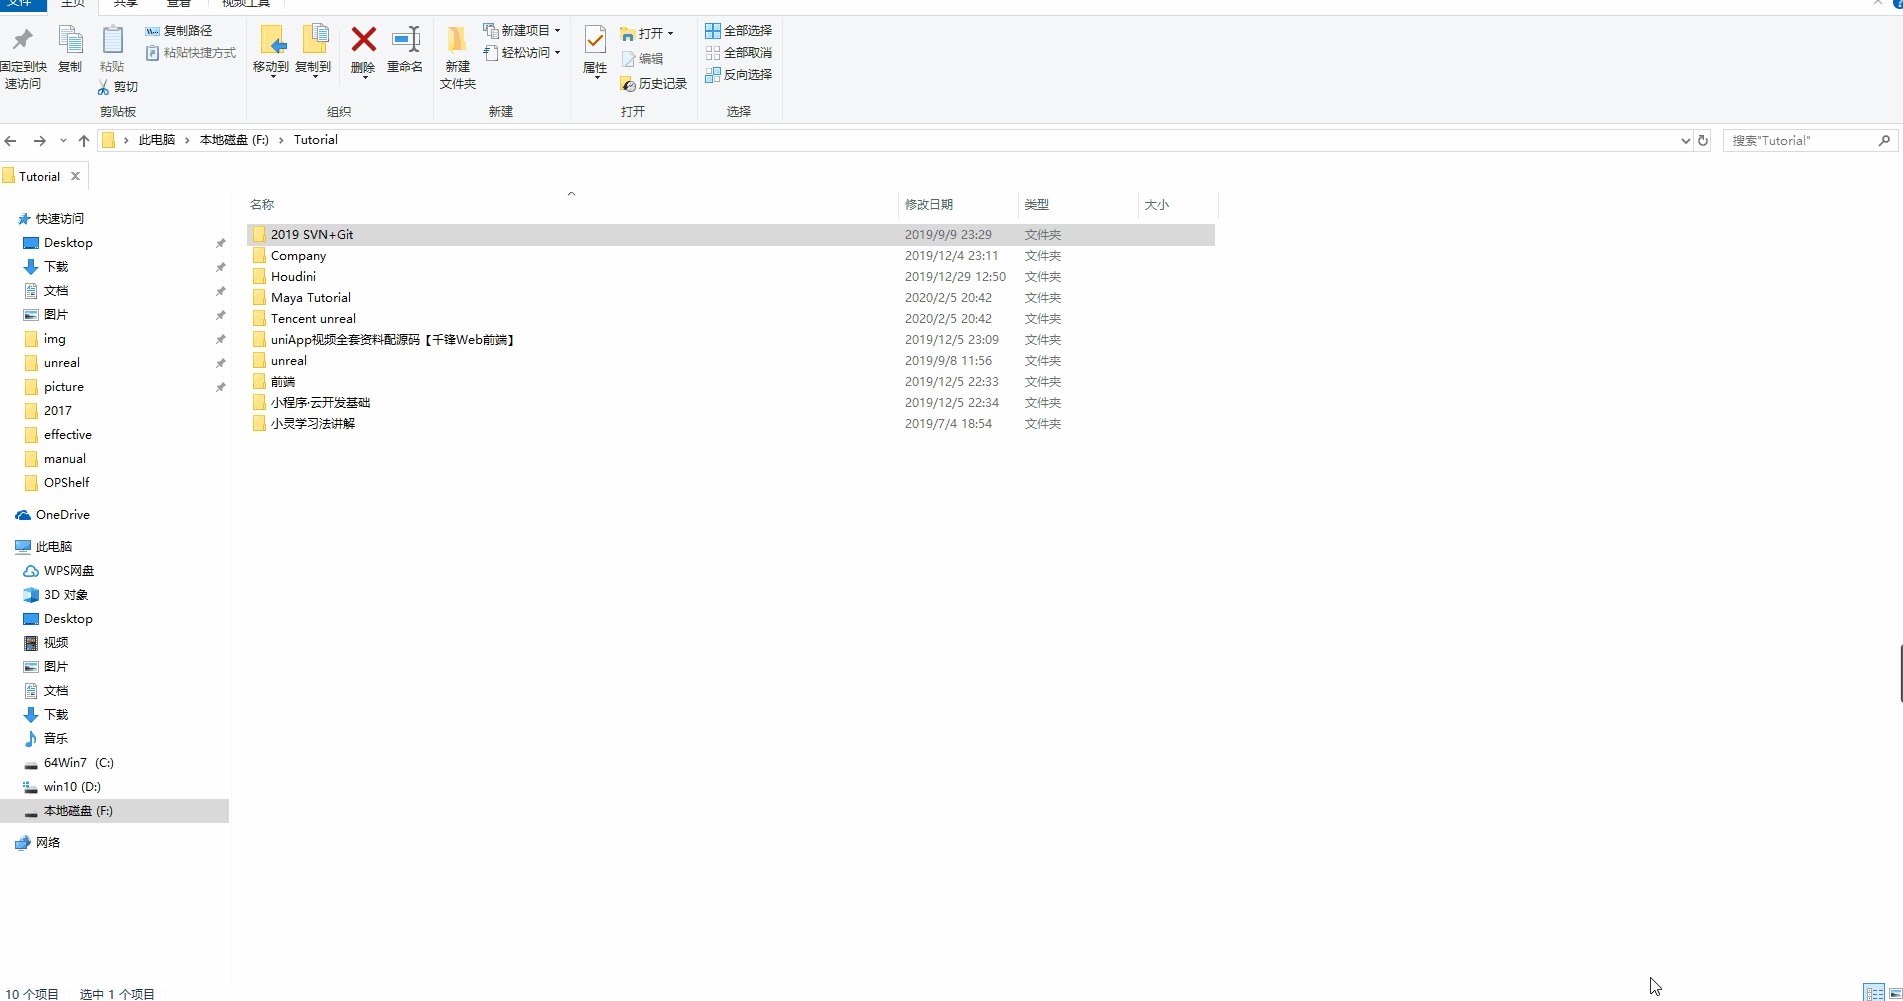 文件 主页 共享 查看 视频工具
固定到快
速访问
复制
粘贴
复制路径
粘贴快捷方式
剪切
剪贴板
移动到
复制到
删除
重命名
组织
新建
文件夹
新建项目
轻松访问
新建
属性
打开
编辑
历史记录
打开
全部选择
全部取消
反向选择
选择
此电脑 › 本地磁盘 (F:) › Tutorial
搜索"Tutorial"
Tutorial
名称 修改日期 类型 大小
2019 SVN+Git 2019/9/9 23:29 文件夹
Company 2019/12/4 23:11 文件夹
Houdini 2019/12/29 12:50 文件夹
Maya Tutorial 2020/2/5 20:42 文件夹
Tencent unreal 2020/2/5 20:42 文件夹
uniApp视频全套资料配源码【千锋Web前端】 2019/12/5 23:09 文件夹
unreal 2019/9/8 11:56 文件夹
前端 2019/12/5 22:33 文件夹
小程序·云开发基础 2019/12/5 22:34 文件夹
小灵学习法讲解 2019/7/4 18:54 文件夹
快速访问
Desktop
下载
文档
图片
img
unreal
picture
2017
effective
manual
OPShelf
OneDrive
此电脑
WPS网盘
3D 对象
Desktop
视频
图片
文档
下载
音乐
64Win7 (C:)
win10 (D:)
本地磁盘 (F:)
网络
10 个项目 选中 1 个项目